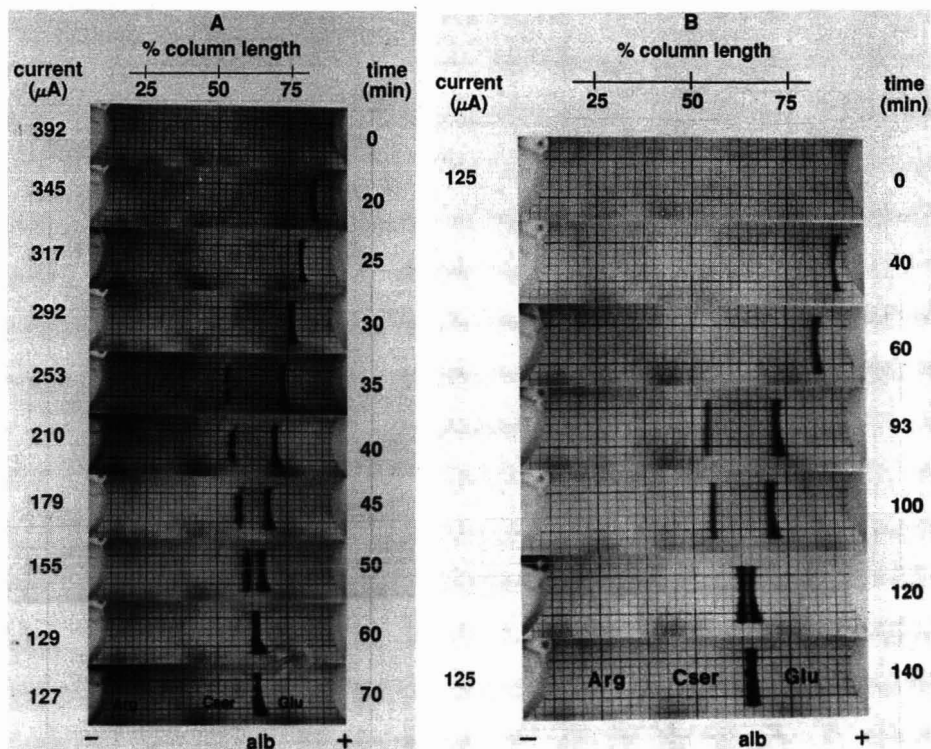 A
% column length
current
(μA)
25 50 75
time
(min)
392 0
345 20
317 25
292 30
253 35
210 40
179 45
155 50
129 60
127 70
Arg Cser Glu
− alb +
B
% column length
current
(μA)
25 50 75
time
(min)
125 0
40
60
93
100
120
125 140
Arg Cser Glu
− alb +